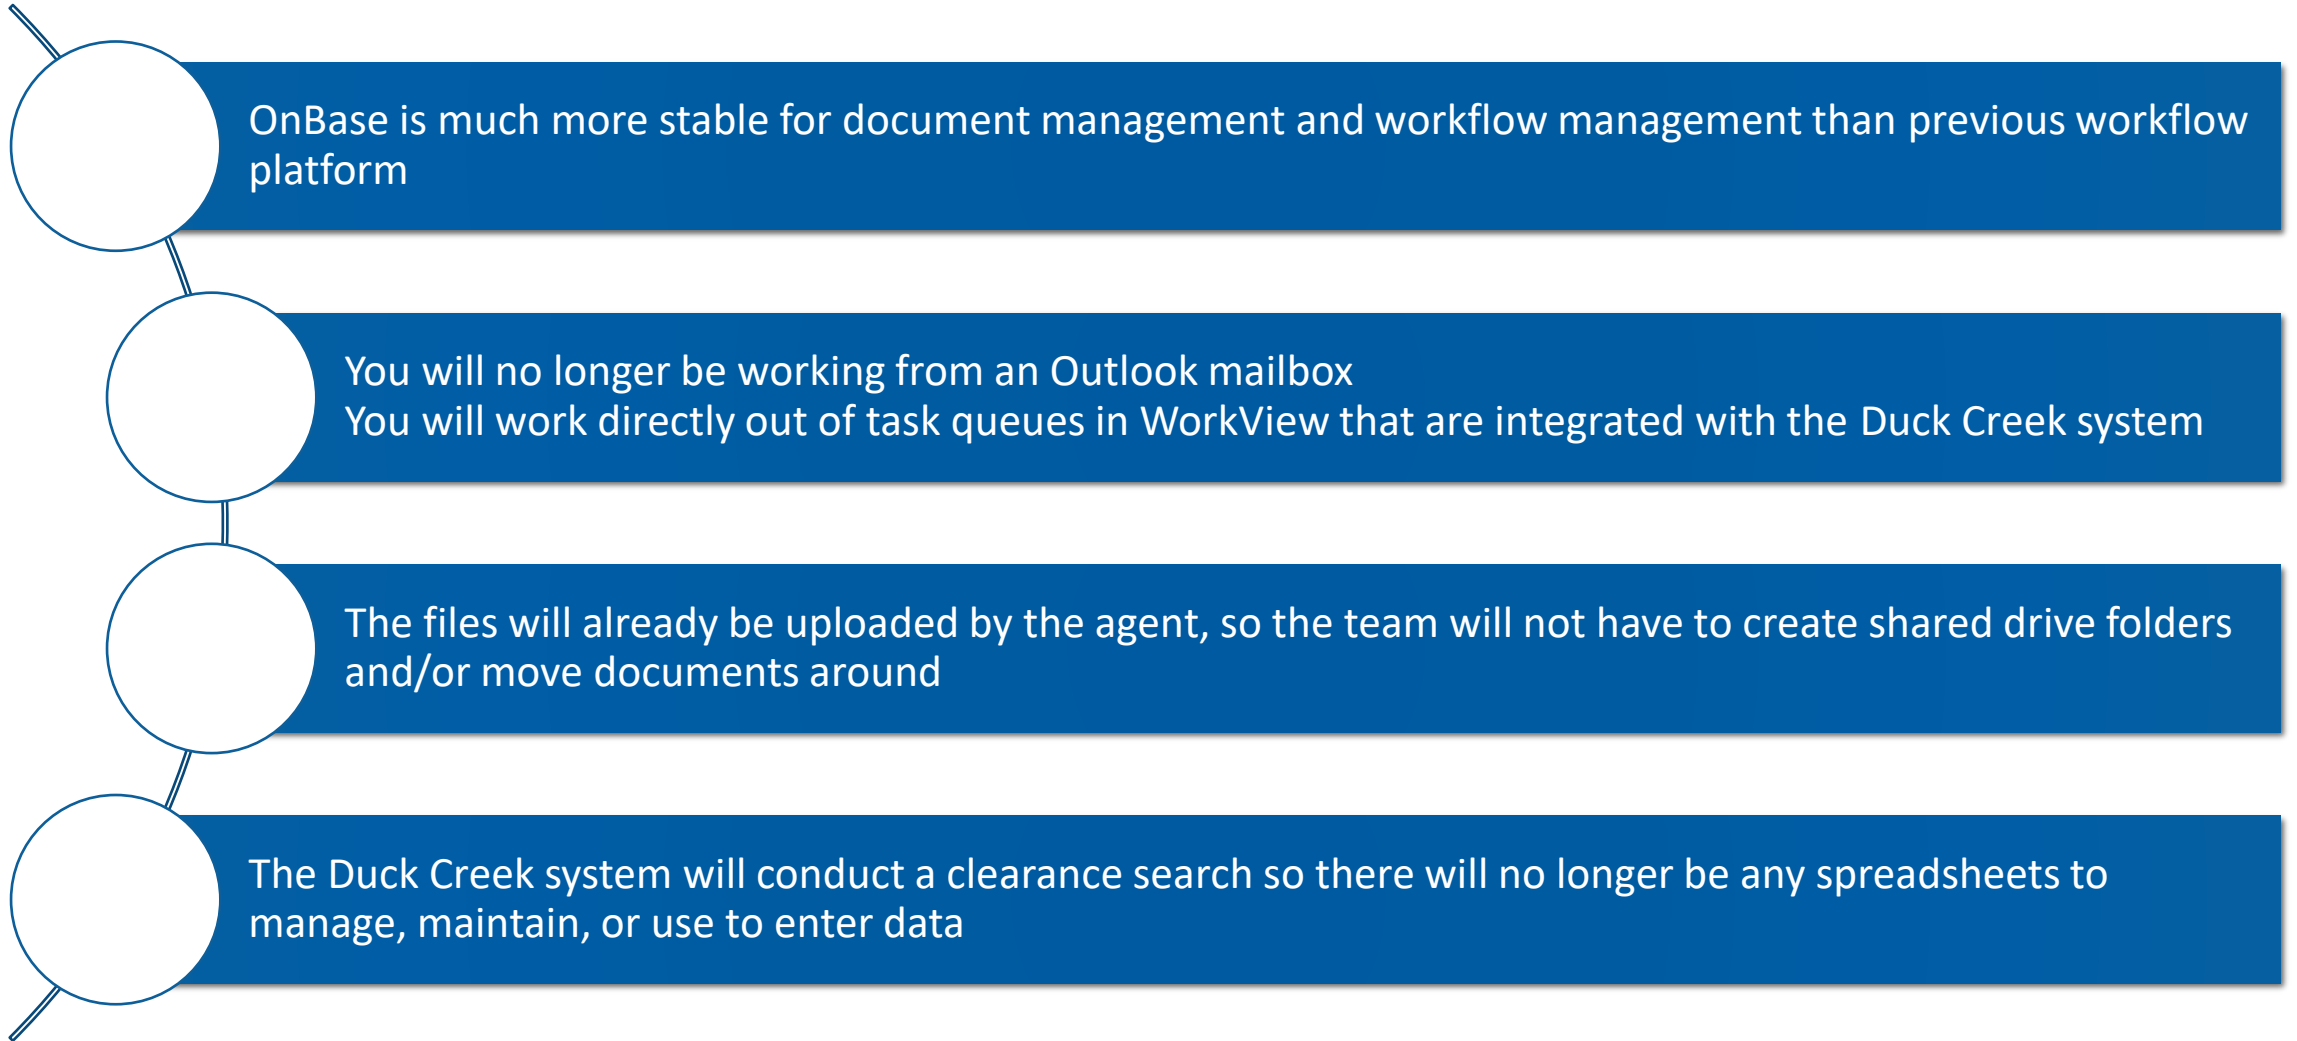 OnBase is much more stable for document management and workflow management than previous workflow
platform
You will no longer be working from an Outlook mailbox
You will work directly out of task queues in WorkView that are integrated with the Duck Creek system
The files will already be uploaded by the agent, so the team will not have to create shared drive folders
and/or move documents around
The Duck Creek system will conduct a clearance search so there will no longer be any spreadsheets to
manage, maintain, or use to enter data